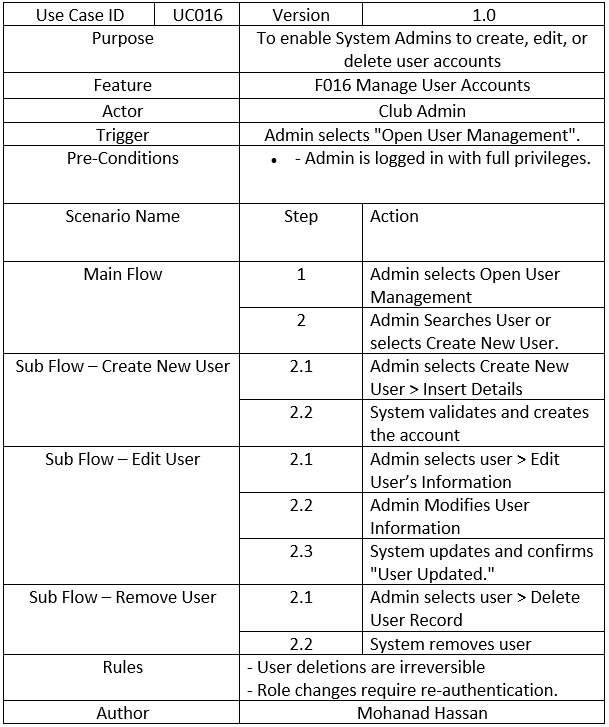 Use Case ID UC016 Version 1.0
Purpose To enable System Admins to create, edit, or
delete user accounts
Feature F016 Manage User Accounts
Actor Club Admin
Trigger Admin selects "Open User Management".
Pre-Conditions • - Admin is logged in with full privileges.
Scenario Name Step Action
Main Flow 1 Admin selects Open User
Management
2 Admin Searches User or
selects Create New User.
Sub Flow – Create New User 2.1 Admin selects Create New
User > Insert Details
2.2 System validates and creates
the account
Sub Flow – Edit User 2.1 Admin selects user > Edit
User’s Information
2.2 Admin Modifies User
Information
2.3 System updates and confirms
"User Updated."
Sub Flow – Remove User 2.1 Admin selects user > Delete
User Record
2.2 System removes user
Rules - User deletions are irreversible
- Role changes require re-authentication.
Author Mohanad Hassan